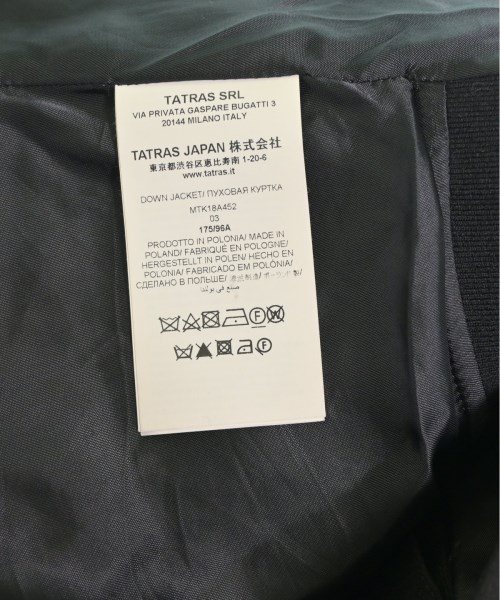 TATRAS SRL
VIA PRIVATA GASPARE BUGATTI 3
20144 MILANO ITALY
TATRAS JAPAN 株式会社
東京都渋谷区恵比寿南 1-20-6
www.tatras.it
DOWN JACKET/ ПУХОВАЯ КУРТКА
MTK18A452
03
175/96A
PRODOTTO IN POLONIA/ MADE IN
POLAND/ FABRIQUÉ EN POLOGNE/
HERGESTELLT IN POLEN/ HECHO EN
POLONIA/ FABRICADO EM POLÓNIA/
СДЕЛАНО В ПОЛЬШЕ/
صنع في بولندا